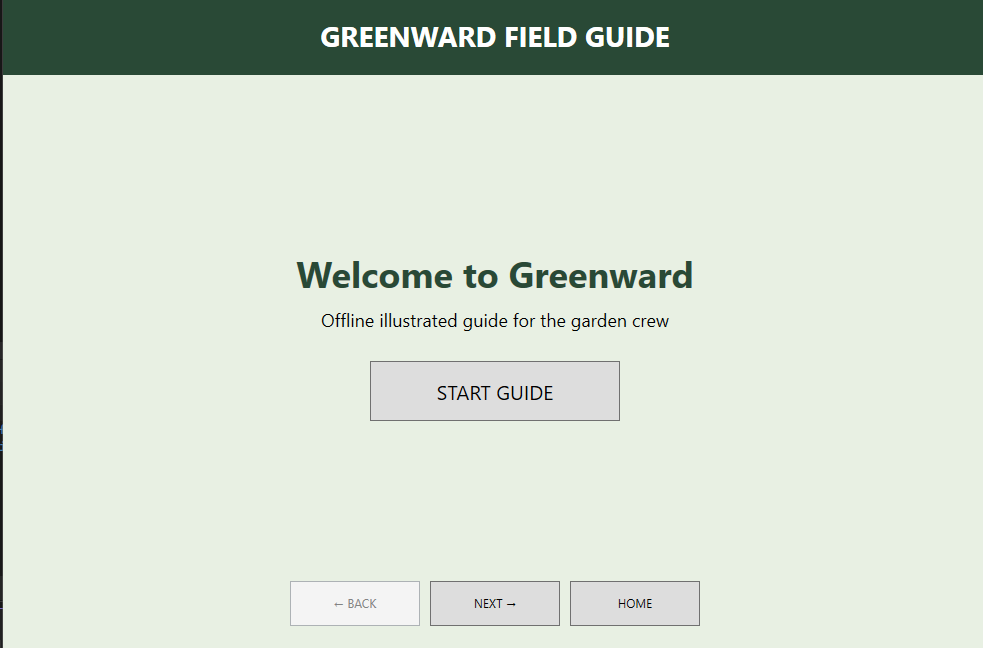 GREENWARD FIELD GUIDE
Welcome to Greenward
Offline illustrated guide for the garden crew
START GUIDE
← BACK
NEXT →
HOME